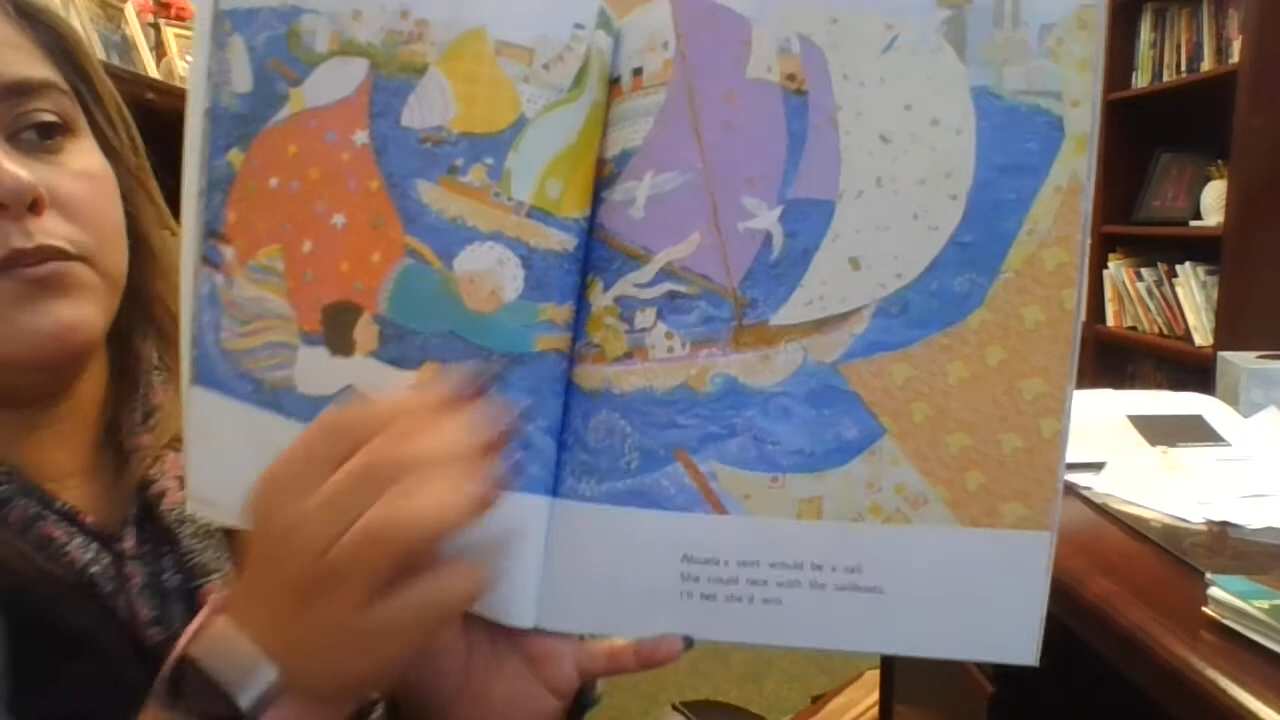 Abuela's skirt would be a sail.
She could race with the sailboats.
I'll bet she'd win.